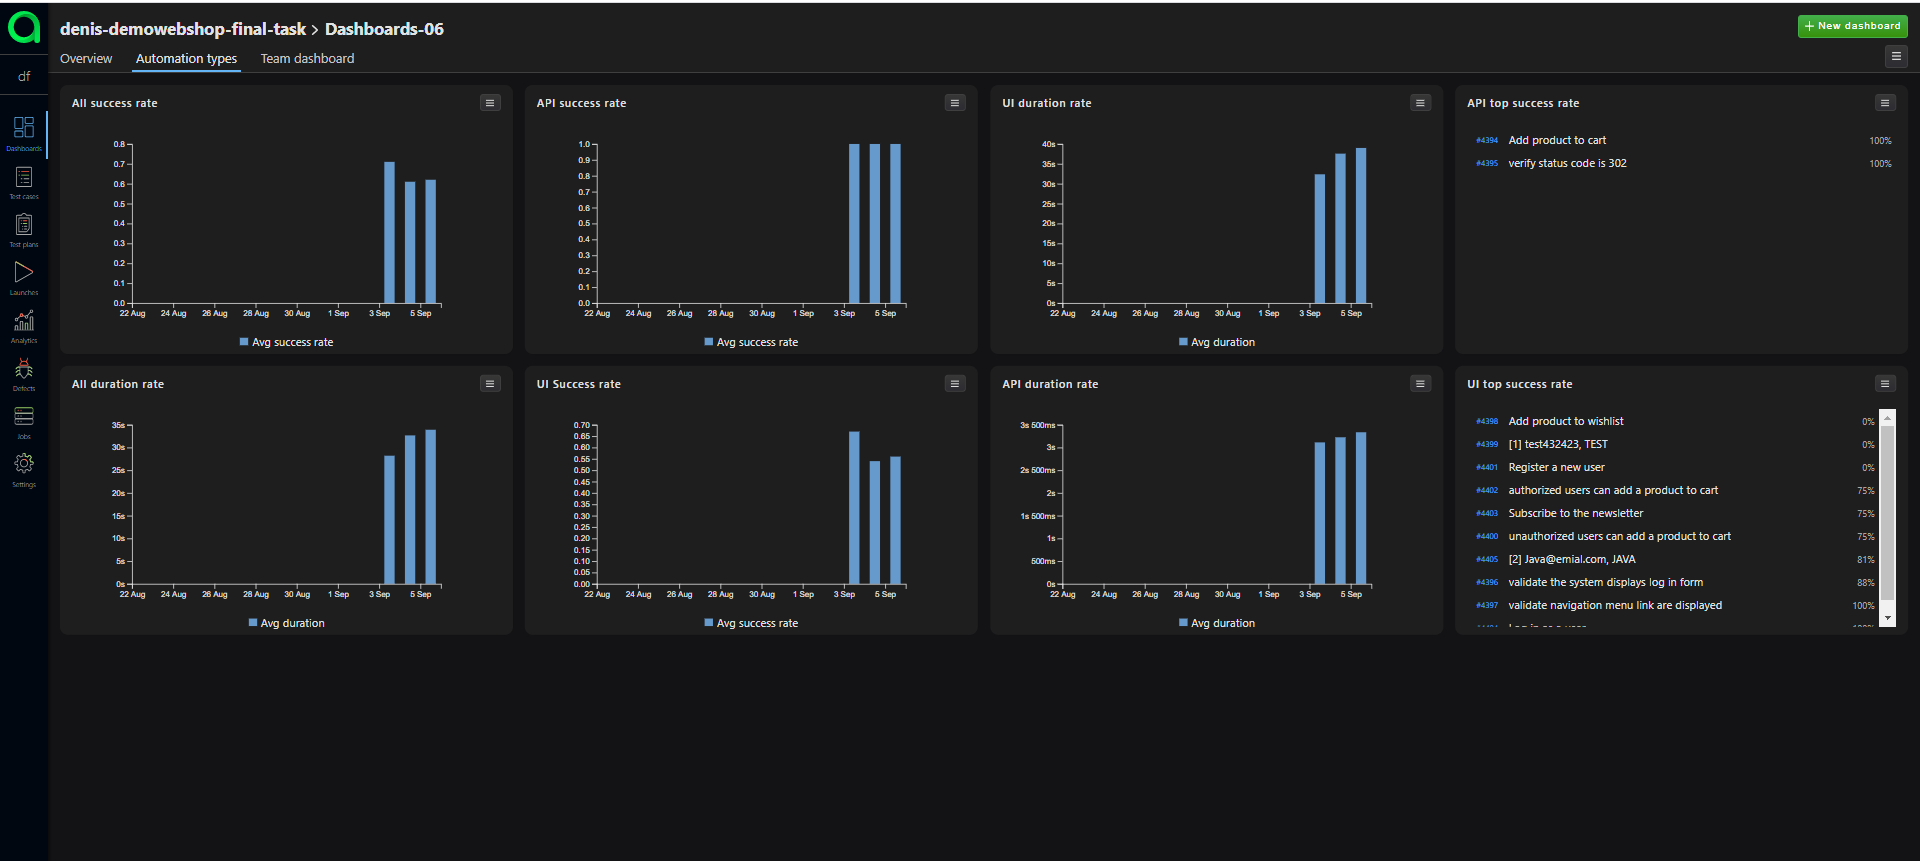 denis-demowebshop-final-task > Dashboards-06
+ New dashboard
Overview
Automation types
Team dashboard
df
Dashboards
Test cases
Test plans
Launches
Analytics
Defects
Jobs
Settings
All success rate
0.8
0.7
0.6
0.5
0.4
0.3
0.2
0.1
0.0
22 Aug 24 Aug 26 Aug 28 Aug 30 Aug 1 Sep 3 Sep 5 Sep
Avg success rate
API success rate
1.0
0.9
0.8
0.7
0.6
0.5
0.4
0.3
0.2
0.1
0.0
22 Aug 24 Aug 26 Aug 28 Aug 30 Aug 1 Sep 3 Sep 5 Sep
Avg success rate
UI duration rate
40s
35s
30s
25s
20s
15s
10s
5s
0s
22 Aug 24 Aug 26 Aug 28 Aug 30 Aug 1 Sep 3 Sep 5 Sep
Avg duration
API top success rate
#4394 Add product to cart 100%
#4395 verify status code is 302 100%
All duration rate
35s
30s
25s
20s
15s
10s
5s
0s
22 Aug 24 Aug 26 Aug 28 Aug 30 Aug 1 Sep 3 Sep 5 Sep
Avg duration
UI Success rate
0.70
0.65
0.60
0.55
0.50
0.45
0.40
0.35
0.30
0.25
0.20
0.15
0.10
0.05
0.00
22 Aug 24 Aug 26 Aug 28 Aug 30 Aug 1 Sep 3 Sep 5 Sep
Avg success rate
API duration rate
3s 500ms
3s
2s 500ms
2s
1s 500ms
1s
500ms
0s
22 Aug 24 Aug 26 Aug 28 Aug 30 Aug 1 Sep 3 Sep 5 Sep
Avg duration
UI top success rate
#4398 Add product to wishlist 0%
#4399 [1] test432423, TEST 0%
#4401 Register a new user 0%
#4402 authorized users can add a product to cart 75%
#4403 Subscribe to the newsletter 75%
#4400 unauthorized users can add a product to cart 75%
#4405 [2] Java@emial.com, JAVA 81%
#4396 validate the system displays log in form 88%
#4397 validate navigation menu link are displayed 100%